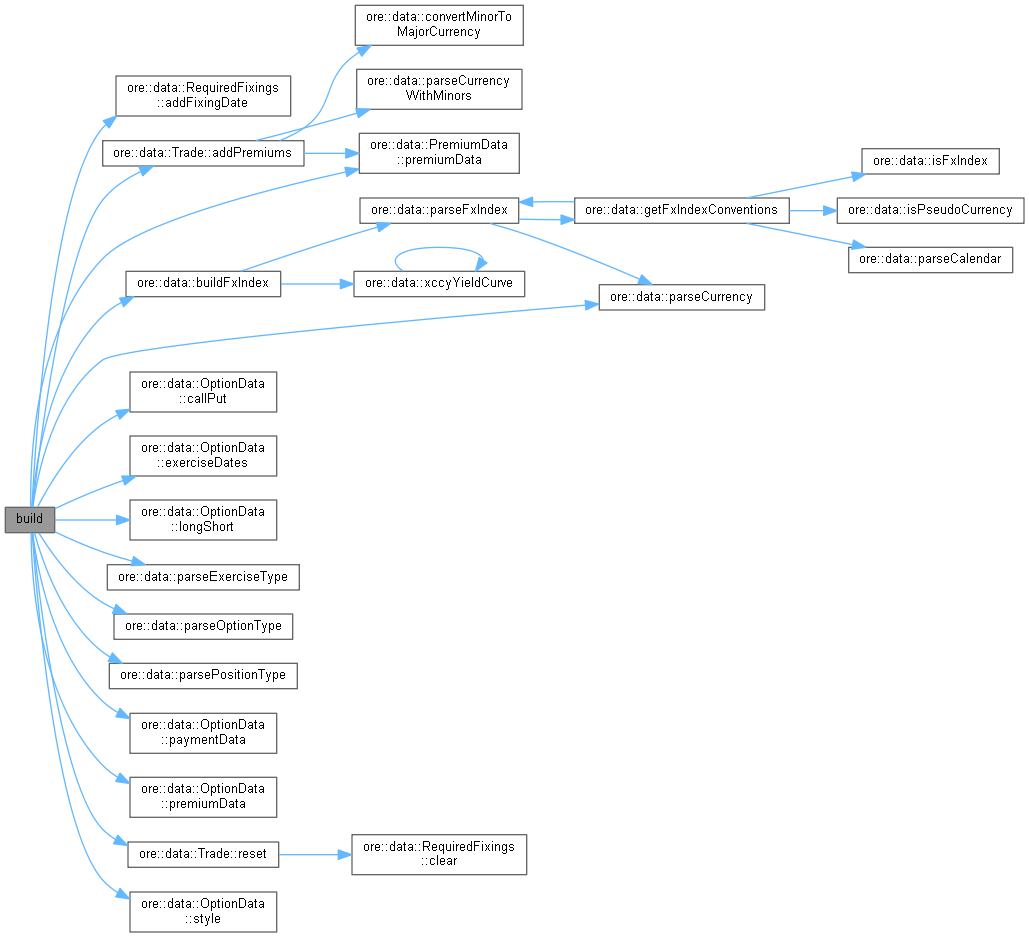 ore::data::convertMinorTo
MajorCurrency
ore::data::RequiredFixings
::addFixingDate
ore::data::parseCurrency
WithMinors
ore::data::Trade::addPremiums
ore::data::PremiumData
::premiumData
ore::data::isFxIndex
ore::data::parseFxIndex
ore::data::getFxIndexConventions
ore::data::isPseudoCurrency
ore::data::parseCalendar
ore::data::buildFxIndex
ore::data::xccyYieldCurve
ore::data::parseCurrency
ore::data::OptionData
::callPut
ore::data::OptionData
::exerciseDates
build
ore::data::OptionData
::longShort
ore::data::parseExerciseType
ore::data::parseOptionType
ore::data::parsePositionType
ore::data::OptionData
::paymentData
ore::data::OptionData
::premiumData
ore::data::Trade::reset
ore::data::RequiredFixings
::clear
ore::data::OptionData
::style